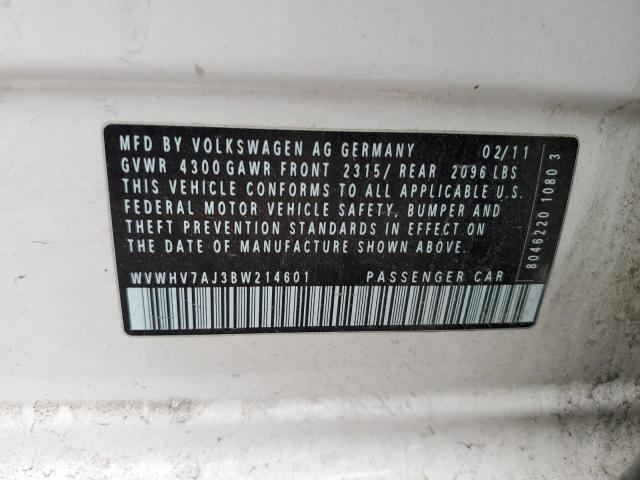 MFD BY VOLKSWAGEN AG GERMANY 02/11
GVWR 4300 GAWR FRONT 2315/ REAR 2096 LBS
THIS VEHICLE CONFORMS TO ALL APPLICABLE U.S.
FEDERAL MOTOR VEHICLE SAFETY, BUMPER AND
THEFT PREVENTION STANDARDS IN EFFECT ON
THE DATE OF MANUFACTURE SHOWN ABOVE.
WVWHV7AJ3BW214601 PASSENGER CAR
8046220 1080 3